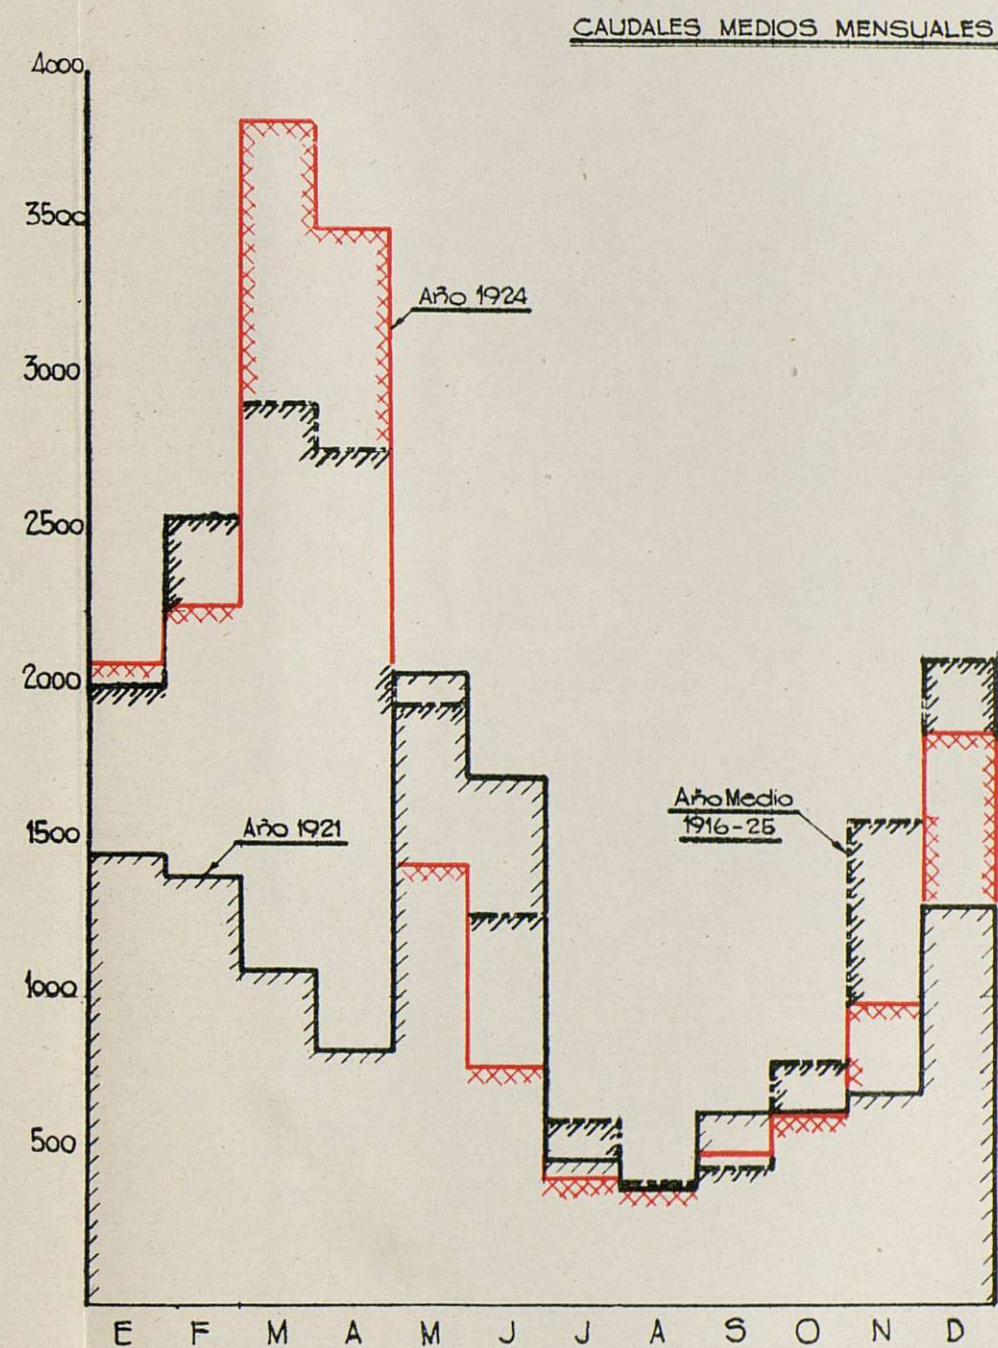 CAUDALES MEDIOS MENSUALES
4000
3500
3000
2500
2000
1500
1000
500
Año 1924
Año 1921
Año Medio
1916-25
E F M A M J J A S O N D